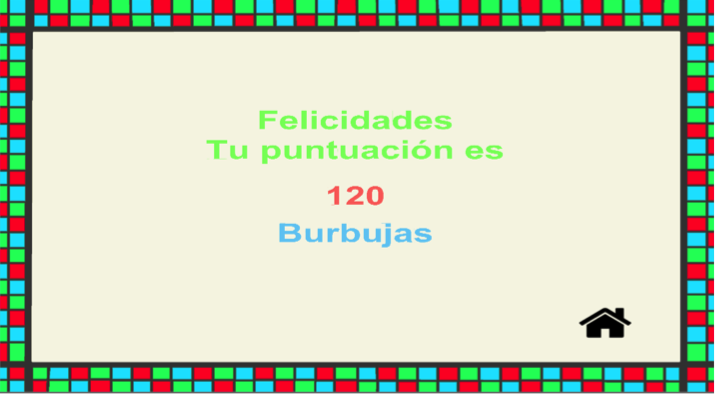 Felicidades
Tu puntuación es
120
Burbujas